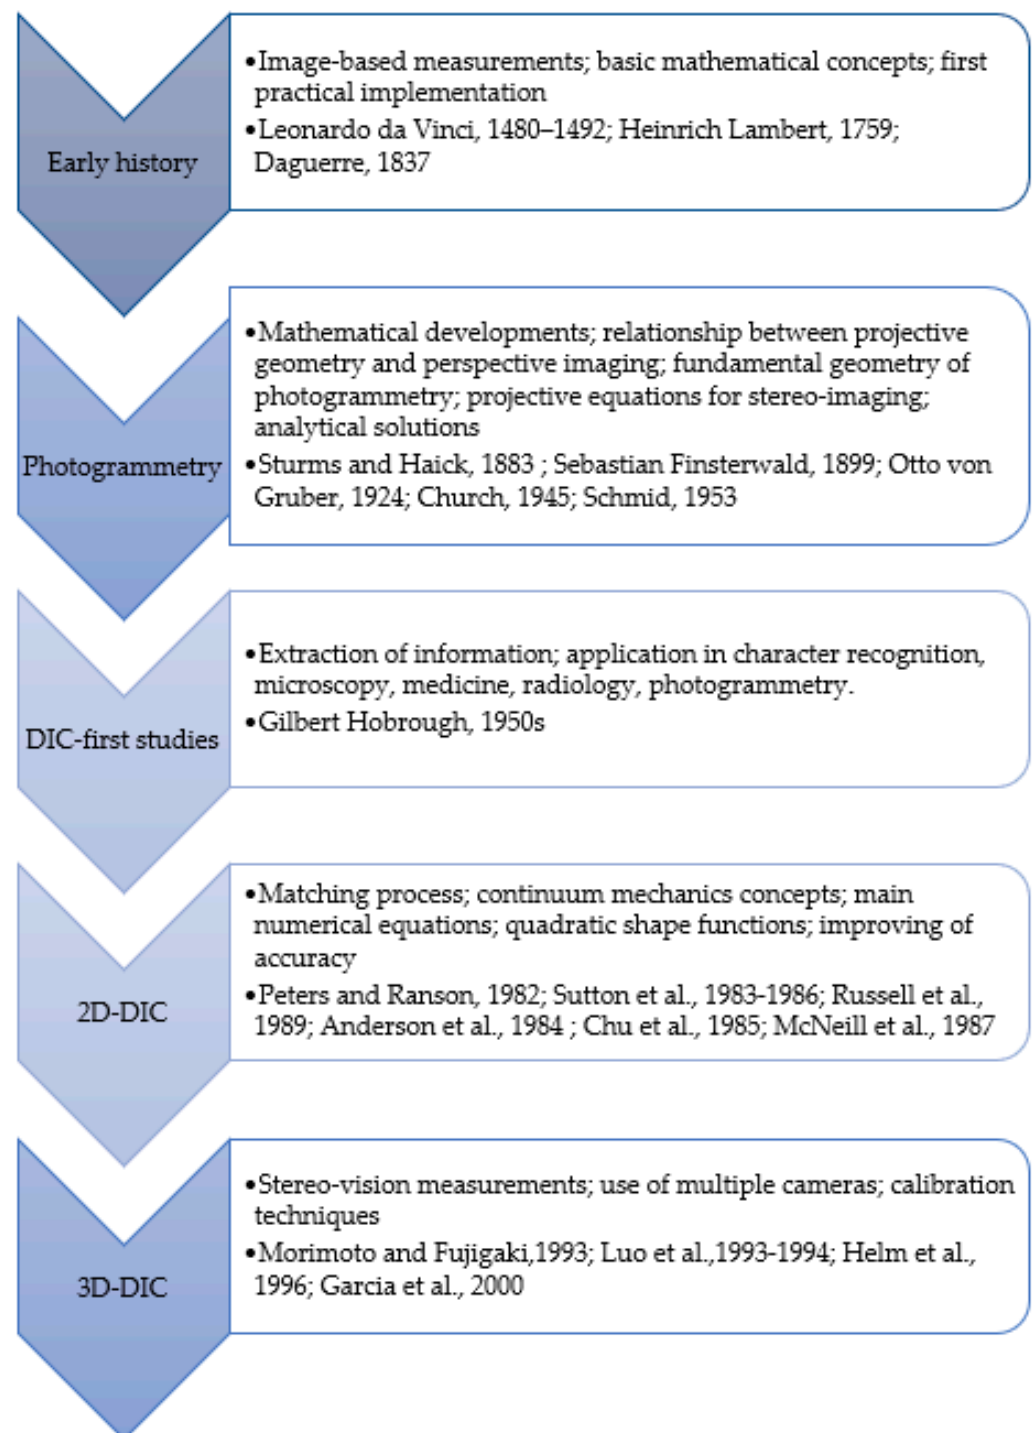 Early history
•Image-based measurements; basic mathematical concepts; first
practical implementation
•Leonardo da Vinci, 1480–1492; Heinrich Lambert, 1759;
Daguerre, 1837
Photogrammetry
•Mathematical developments; relationship between projective
geometry and perspective imaging; fundamental geometry of
photogrammetry; projective equations for stereo-imaging;
analytical solutions
•Sturms and Haick, 1883 ; Sebastian Finsterwald, 1899; Otto von
Gruber, 1924; Church, 1945; Schmid, 1953
DIC-first studies
•Extraction of information; application in character recognition,
microscopy, medicine, radiology, photogrammetry.
•Gilbert Hobrough, 1950s
2D-DIC
•Matching process; continuum mechanics concepts; main
numerical equations; quadratic shape functions; improving of
accuracy
•Peters and Ranson, 1982; Sutton et al., 1983-1986; Russell et al.,
1989; Anderson et al., 1984 ; Chu et al., 1985; McNeill et al., 1987
3D-DIC
•Stereo-vision measurements; use of multiple cameras; calibration
techniques
•Morimoto and Fujigaki,1993; Luo et al.,1993-1994; Helm et al.,
1996; Garcia et al., 2000